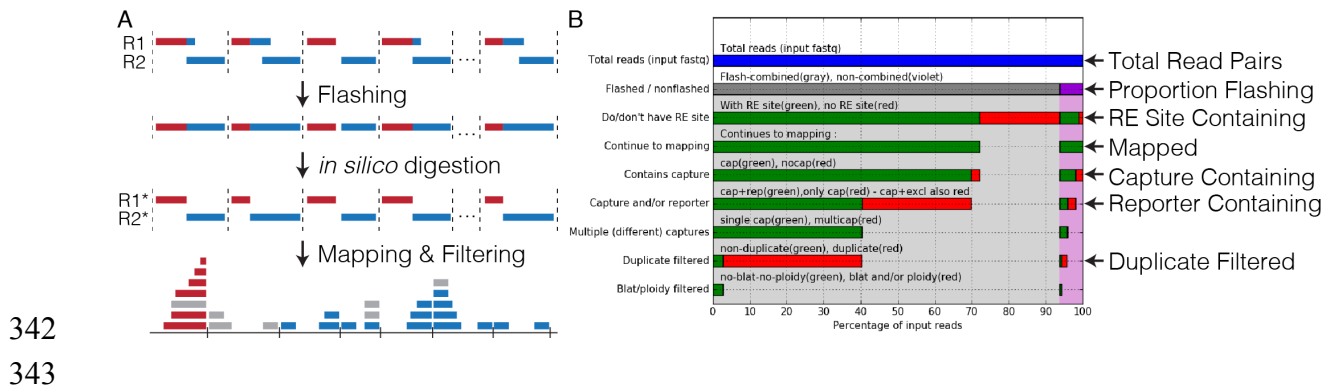 A
R1
R2
...
Flashing
...
in silico digestion
R1*
R2*
...
Mapping & Filtering
B
Total reads (input fastq)
Total reads (input fastq)
Total Read Pairs
Flash-combined(gray), non-combined(violet)
Flashed / nonflashed
Proportion Flashing
With RE site(green), no RE site(red)
Do/don't have RE site
RE Site Containing
Continues to mapping :
Continue to mapping
Mapped
cap(green), nocap(red)
Contains capture
Capture Containing
cap+rep(green),only cap(red) - cap+excl also red
Capture and/or reporter
Reporter Containing
single cap(green), multicap(red)
Multiple (different) captures
non-duplicate(green), duplicate(red)
Duplicate filtered
Duplicate Filtered
no-blat-no-ploidy(green), blat and/or ploidy(red)
Blat/ploidy filtered
0 10 20 30 40 50 60 70 80 90 100
Percentage of input reads
342
343